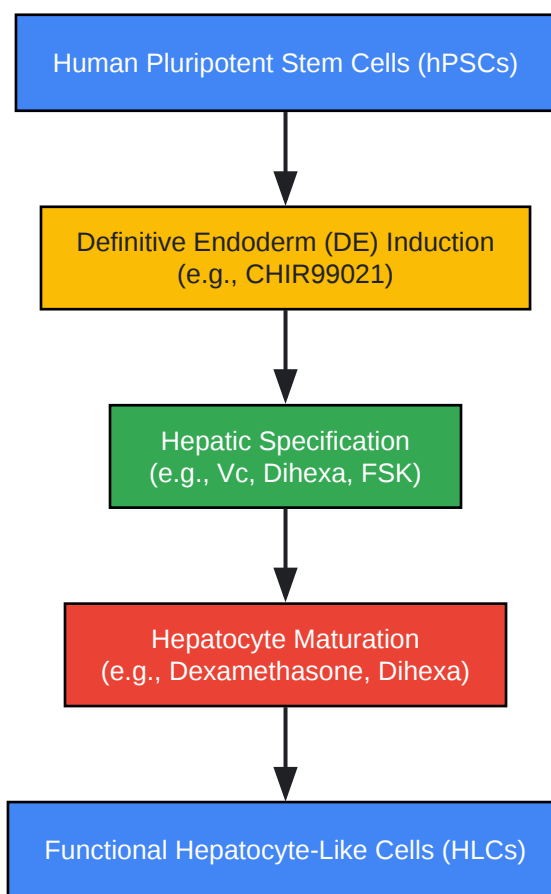 Human Pluripotent Stem Cells (hPSCs)
Definitive Endoderm (DE) Induction
(e.g., CHIR99021)
Hepatic Specification
(e.g., Vc, Dihexa, FSK)
Hepatocyte Maturation
(e.g., Dexamethasone, Dihexa)
Functional Hepatocyte-Like Cells (HLCs)